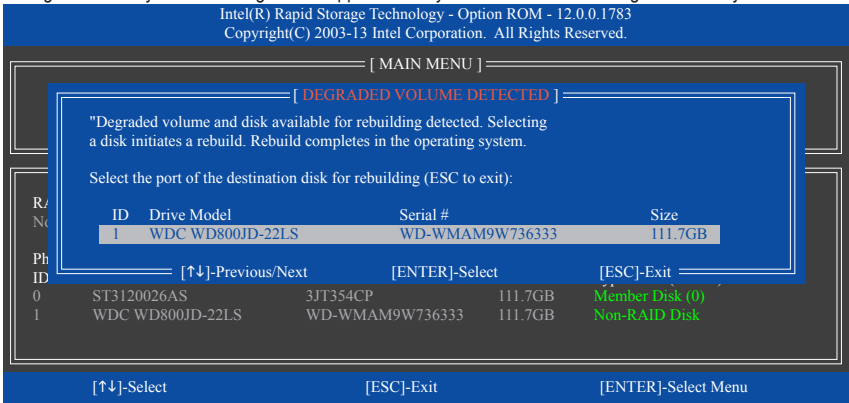 Intel(R) Rapid Storage Technology - Option ROM - 12.0.0.1783
Copyright(C) 2003-13 Intel Corporation.  All Rights Reserved.
[ MAIN MENU ]
[ DEGRADED VOLUME DETECTED ]
"Degraded volume and disk available for rebuilding detected. Selecting
a disk initiates a rebuild. Rebuild completes in the operating system.
Select the port of the destination disk for rebuilding (ESC to exit):
ID Drive Model Serial # Size
1 WDC WD800JD-22LS WD-WMAM9W736333 111.7GB
[↑↓]-Previous/Next [ENTER]-Select [ESC]-Exit
ID
0 ST3120026AS 3JT354CP 111.7GB Member Disk (0)
1 WDC WD800JD-22LS WD-WMAM9W736333 111.7GB Non-RAID Disk
[↑↓]-Select [ESC]-Exit [ENTER]-Select Menu